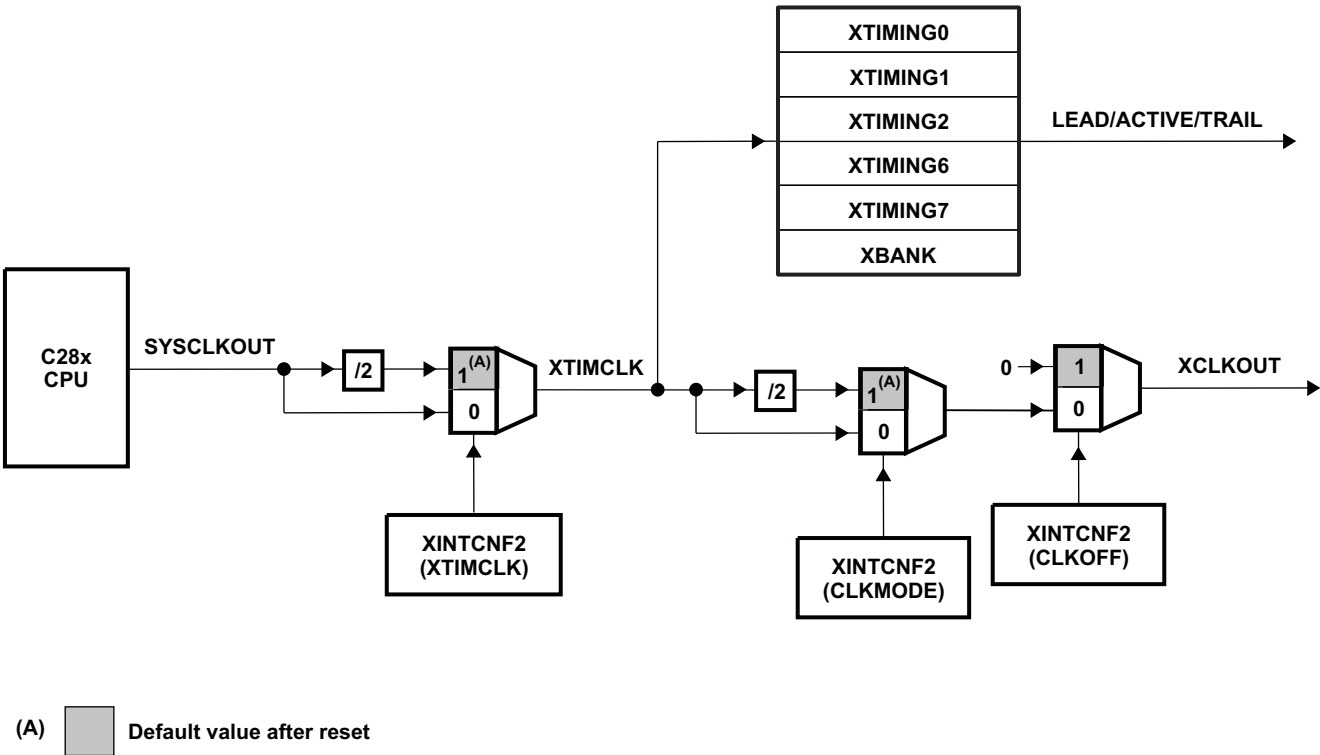 XTIMING0
XTIMING1
XTIMING2
LEAD/ACTIVE/TRAIL
XTIMING6
XTIMING7
XBANK
C28x
CPU
SYSCLKOUT
/2
1(A)
0
XTIMCLK
/2
1(A)
0
0
1
0
XCLKOUT
XINTCNF2
(XTIMCLK)
XINTCNF2
(CLKMODE)
XINTCNF2
(CLKOFF)
(A) Default value after reset